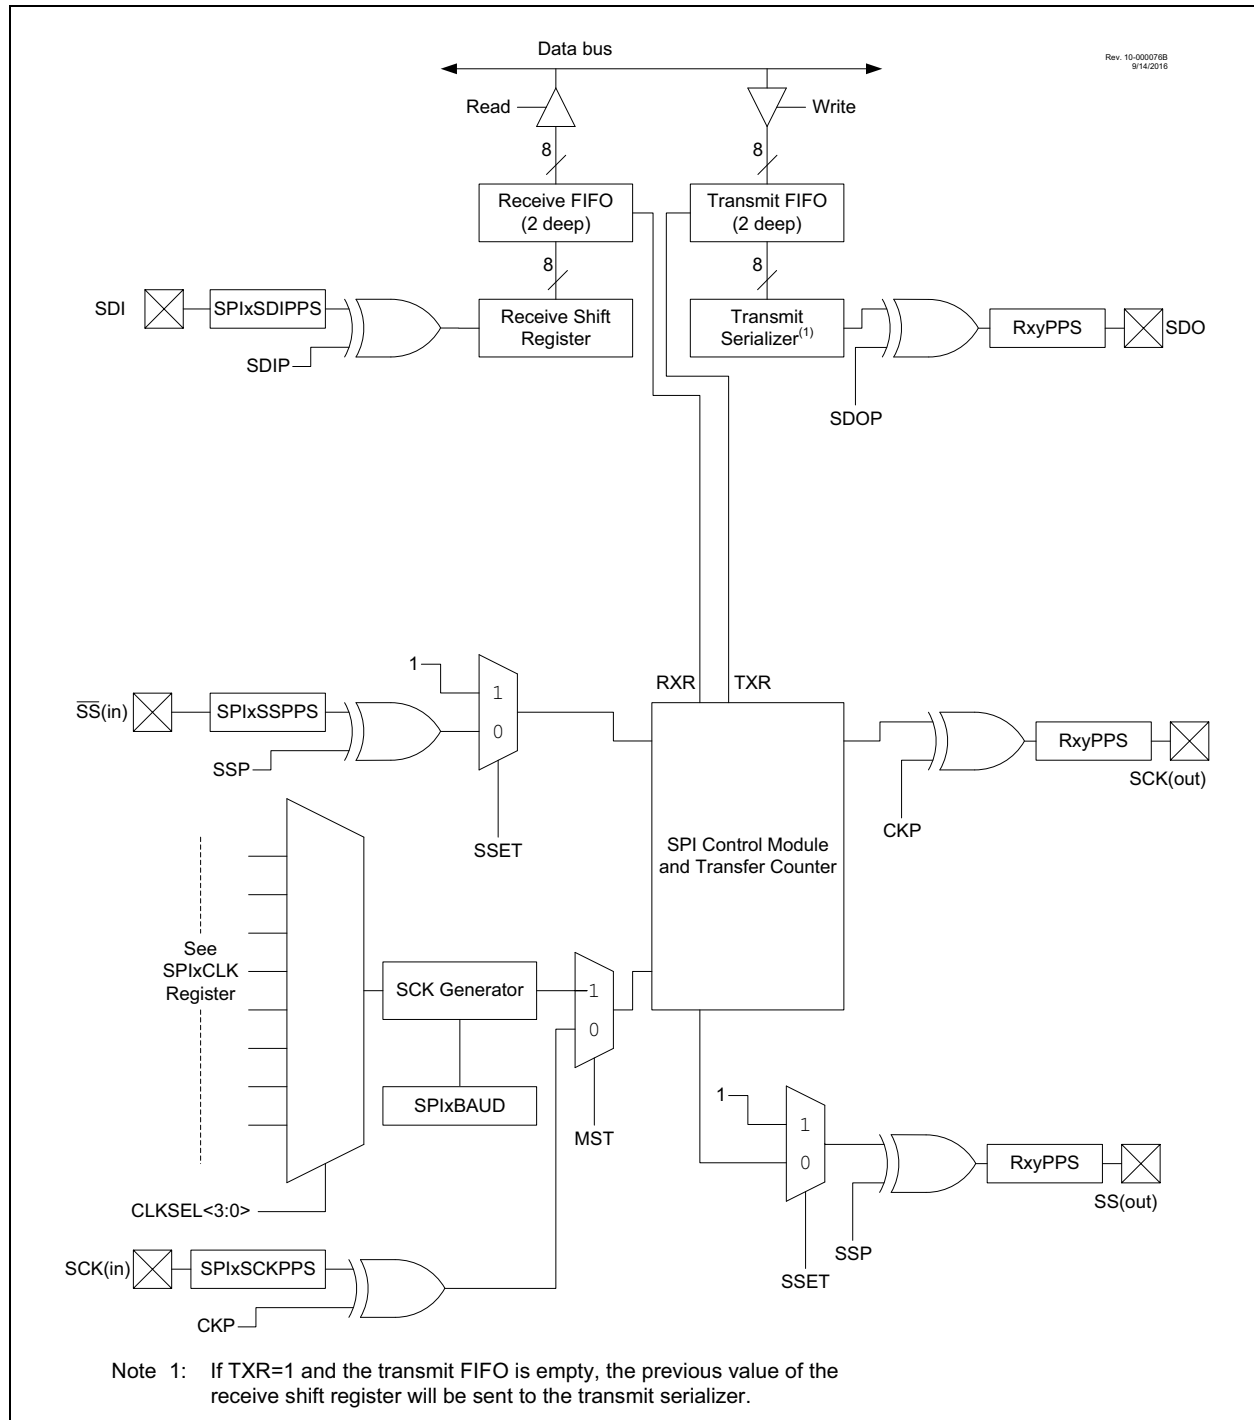 Data bus
Rev. 10-000076B
9/14/2016
Read
Write
8
8
Receive FIFO
(2 deep)
Transmit FIFO
(2 deep)
8
8
SDI
SPIxSDIPPS
SDIP
Receive Shift
Register
Transmit
Serializer(1)
SDOP
RxyPPS
SDO
RXR
TXR
1
1
0
S̅S̅(in)
SPIxSSPPS
SSP
SSET
SPI Control Module
and Transfer Counter
CKP
RxyPPS
SCK(out)
See
SPIxCLK
Register
SCK Generator
1
0
SPIxBAUD
MST
CLKSEL<3:0>
1
1
0
SSET
SSP
RxyPPS
SS(out)
SCK(in)
SPIxSCKPPS
CKP
Note 1: If TXR=1 and the transmit FIFO is empty, the previous value of the
receive shift register will be sent to the transmit serializer.